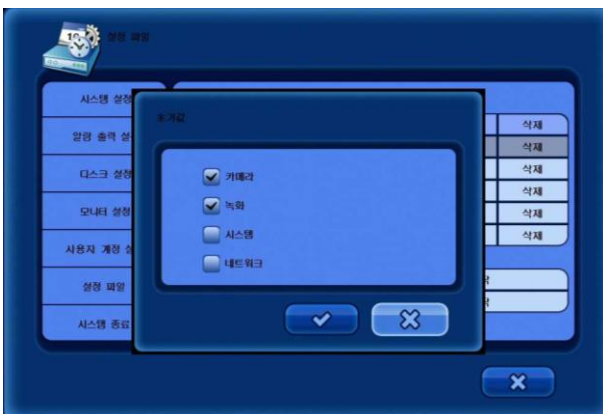 설정 파일
시스템 설정
삭제
알람 출력
삭제
디스크 설정
삭제
모니터 설정
삭제
삭제
사용자 계정
삭제
설정 파일
시스템 종료
초기값
카메라
녹화
시스템
네트워크